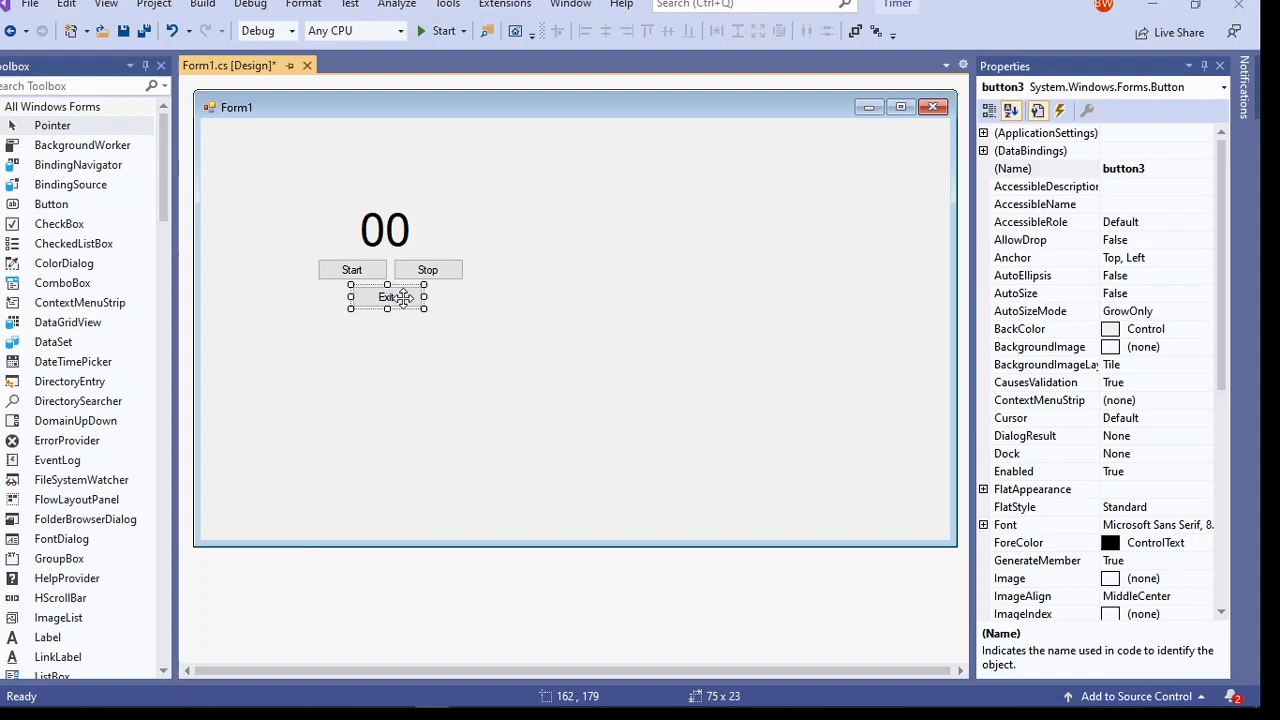 File Edit View Project Build Debug Format Test Analyze Tools Extensions Window Help Search (Ctrl+Q) Timer BW
Debug Any CPU Start Live Share
oolbox
earch Toolbox
All Windows Forms
Pointer
BackgroundWorker
BindingNavigator
BindingSource
Button
CheckBox
CheckedListBox
ColorDialog
ComboBox
ContextMenuStrip
DataGridView
DataSet
DateTimePicker
DirectoryEntry
DirectorySearcher
DomainUpDown
ErrorProvider
EventLog
FileSystemWatcher
FlowLayoutPanel
FolderBrowserDialog
FontDialog
GroupBox
HelpProvider
HScrollBar
ImageList
Label
LinkLabel
ListBox
Form1.cs [Design]*
Form1
00
Start Stop
Exit
Properties
button3 System.Windows.Forms.Button
(ApplicationSettings)
(DataBindings)
(Name) button3
AccessibleDescription
AccessibleName
AccessibleRole Default
AllowDrop False
Anchor Top, Left
AutoEllipsis False
AutoSize False
AutoSizeMode GrowOnly
BackColor Control
BackgroundImage (none)
BackgroundImageLay Tile
CausesValidation True
ContextMenuStrip (none)
Cursor Default
DialogResult None
Dock None
Enabled True
FlatAppearance
FlatStyle Standard
Font Microsoft Sans Serif, 8.
ForeColor ControlText
GenerateMember True
Image (none)
ImageAlign MiddleCenter
ImageIndex (none)
(Name)
Indicates the name used in code to identify the
object.
Notifications
Ready 162 , 179 75 x 23 Add to Source Control 2